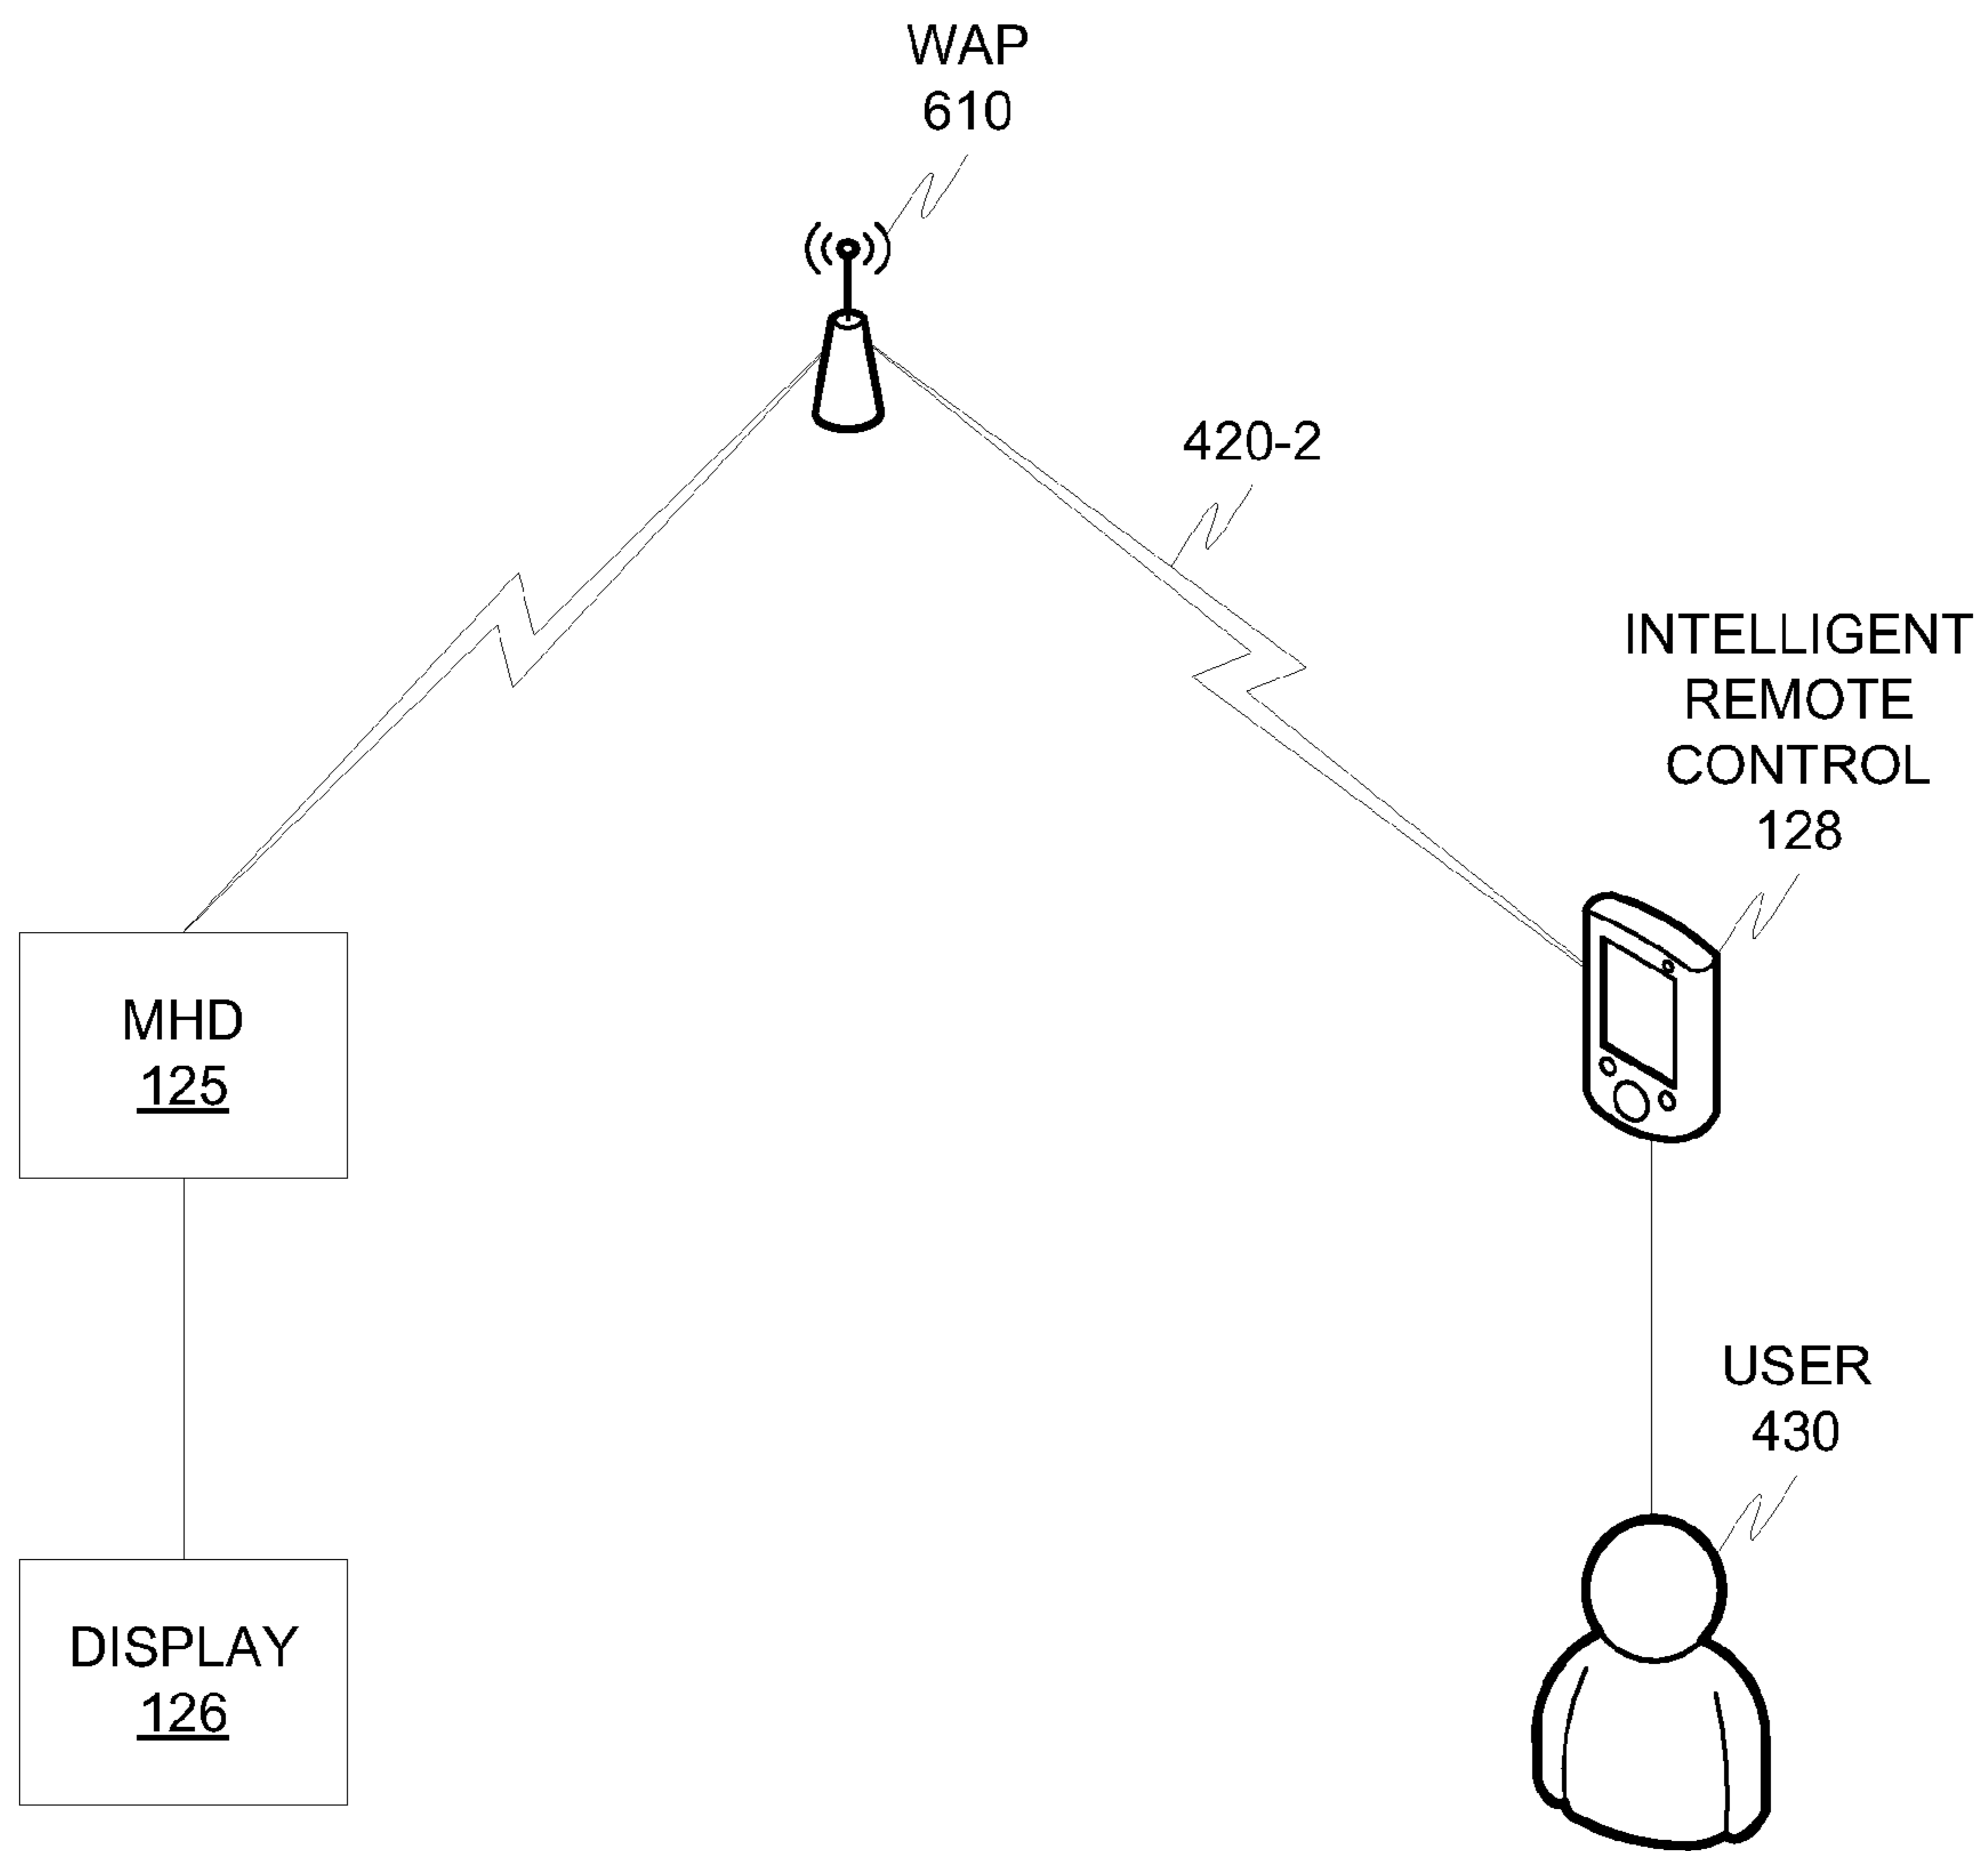 WAP
610
420-2
INTELLIGENT
REMOTE
CONTROL
128
MHD
125
USER
430
DISPLAY
126